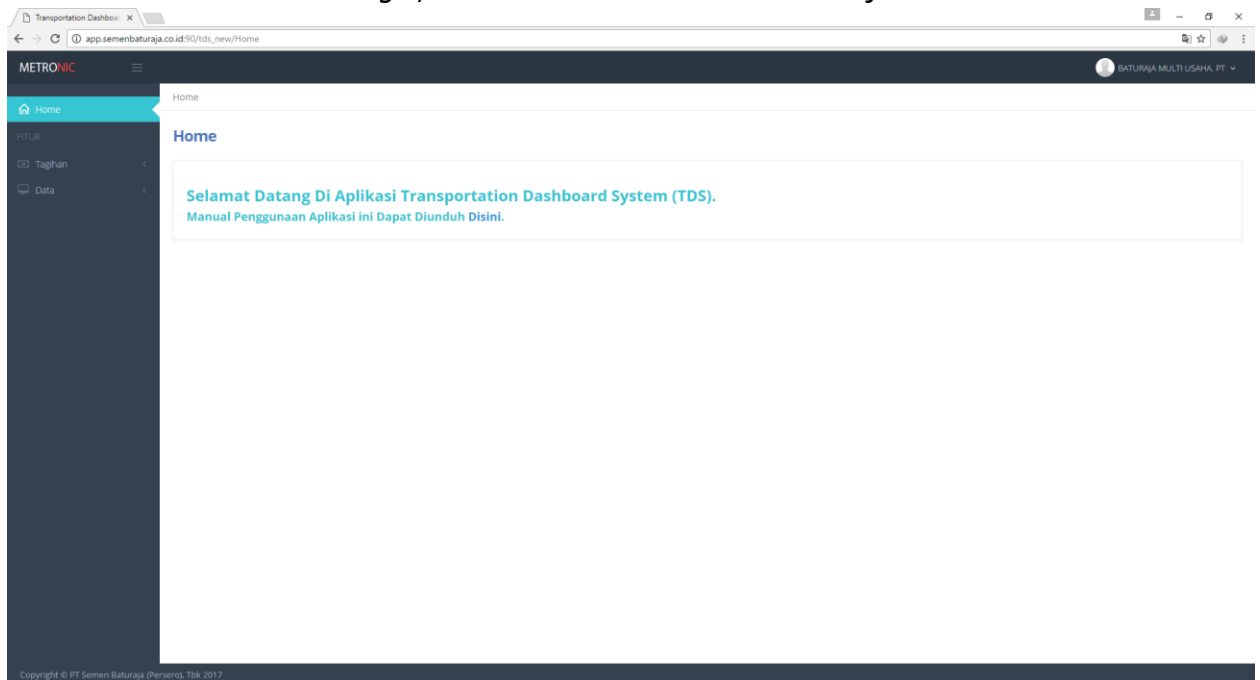 Transportation Dashboar
app.semenbaturaja.co.id:90/tds_new/Home
METRONIC
BATURAJA MULTI USAHA. PT
Home
Home
FITUR
Home
Tagihan
Data
Selamat Datang Di Aplikasi Transportation Dashboard System (TDS).
Manual Penggunaan Aplikasi ini Dapat Diunduh Disini.
Copyright © PT Semen Baturaja (Persero), Tbk 2017